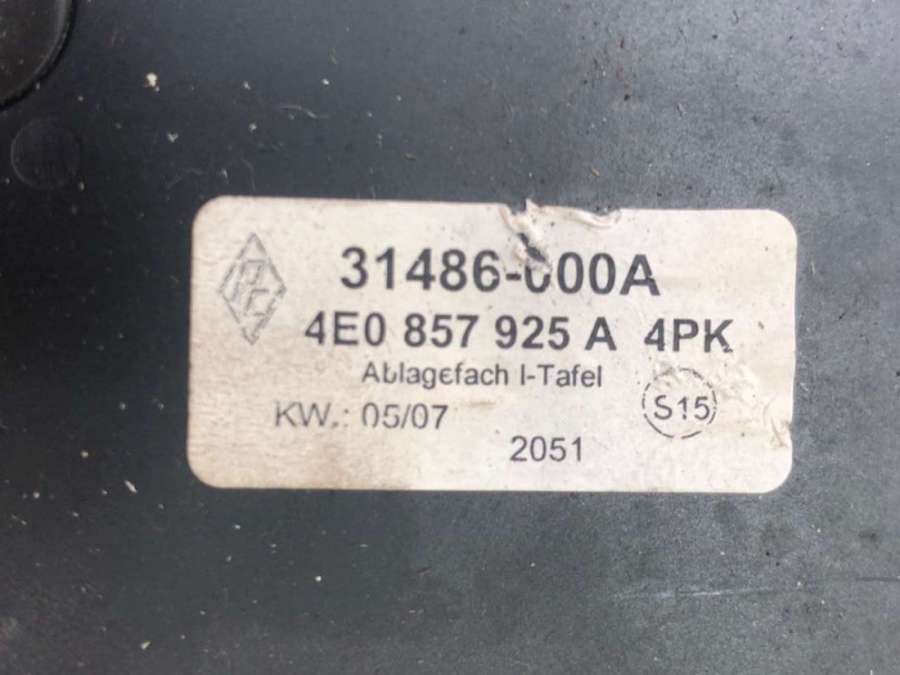 31486-000A
4E0 857 925 A 4PK
Ablagefach I-Tafel
KW.: 05/07
S15
2051